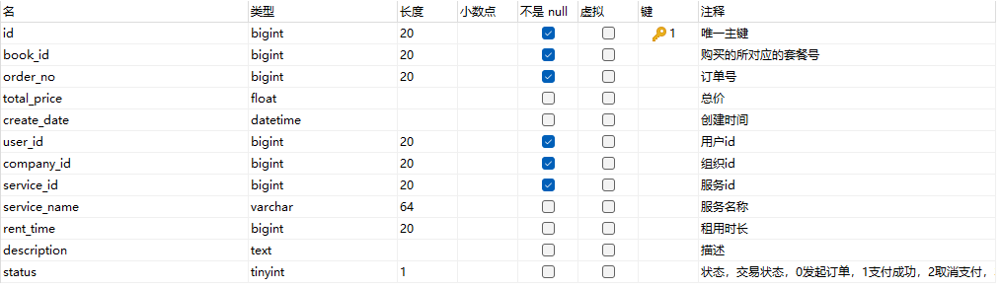 名 类型 长度 小数点 不是 null 虚拟 键 注释
id bigint 20 1 唯一主键
book_id bigint 20 购买的所对应的套餐号
order_no bigint 20 订单号
total_price float 总价
create_date datetime 创建时间
user_id bigint 20 用户id
company_id bigint 20 组织id
service_id bigint 20 服务id
service_name varchar 64 服务名称
rent_time bigint 20 租用时长
description text 描述
status tinyint 1 状态，交易状态，0发起订单，1支付成功，2取消支付，